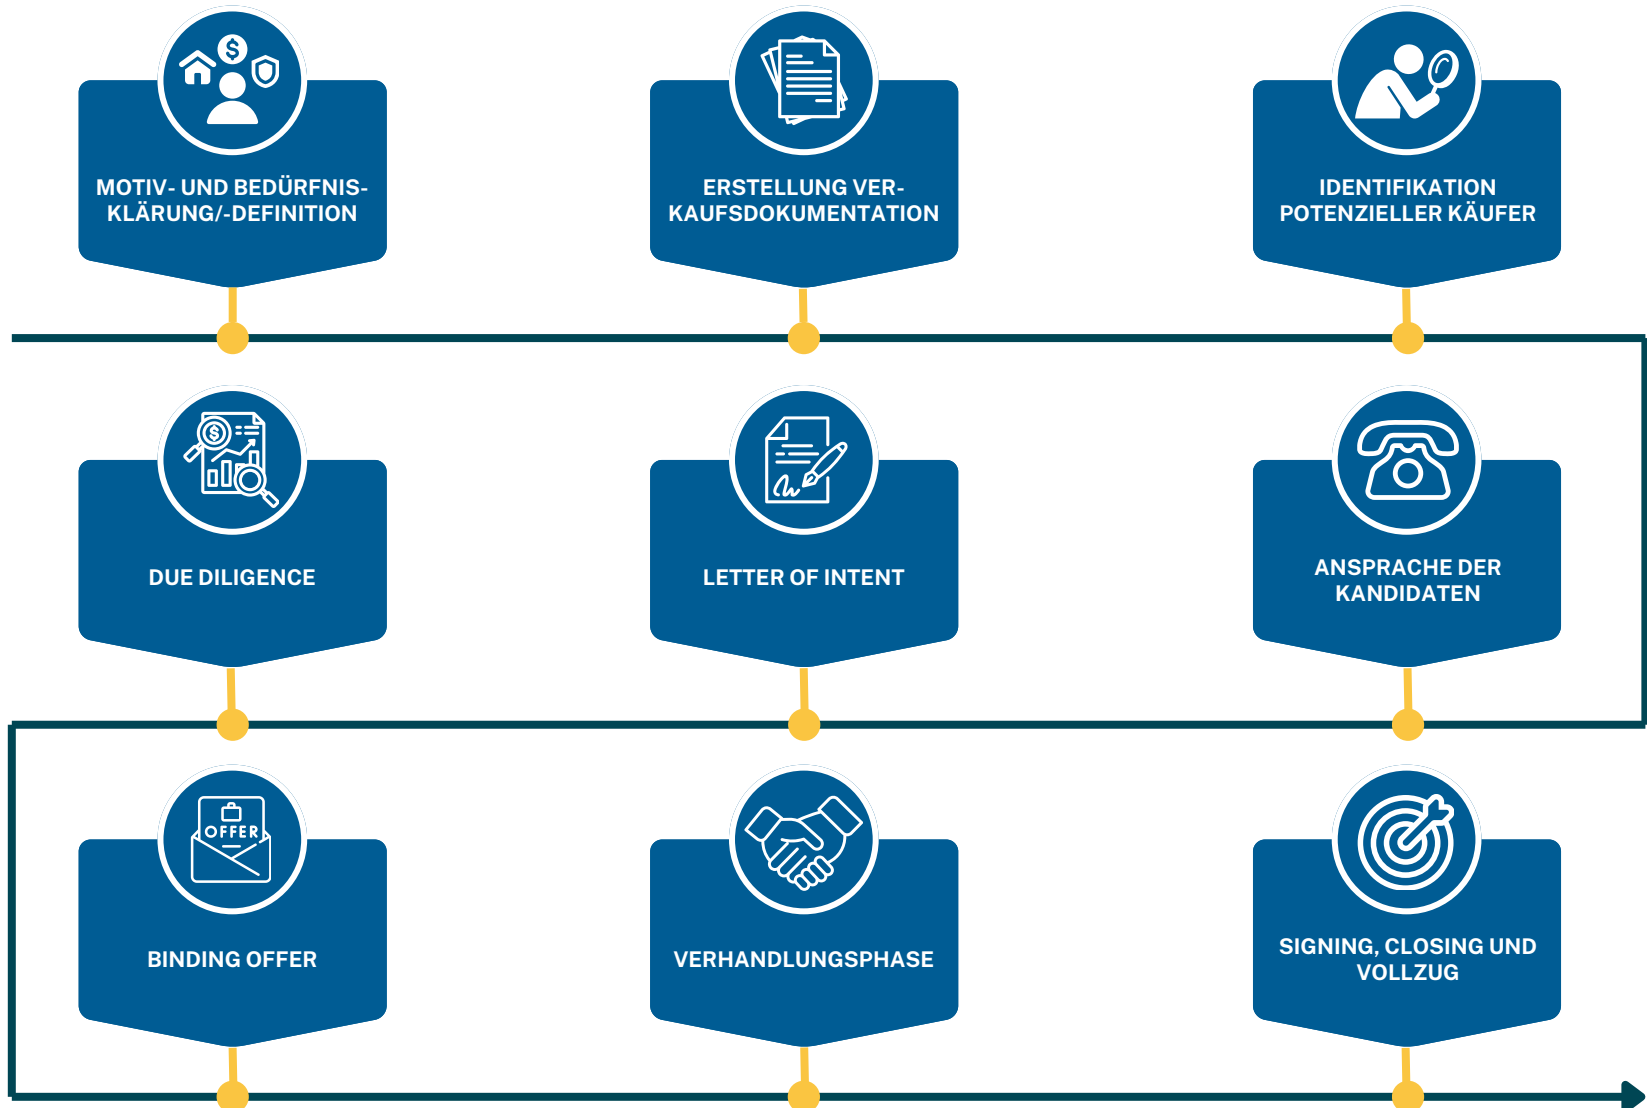 MOTIV- UND BEDÜRFNIS-
KLÄRUNG/-DEFINITION
ERSTELLUNG VER-
KAUFSDOKUMENTATION
IDENTIFIKATION
POTENZIELLER KÄUFER
ANSPRACHE DER
KANDIDATEN
LETTER OF INTENT
DUE DILIGENCE
OFFER
BINDING OFFER
VERHANDLUNGSPHASE
SIGNING, CLOSING UND
VOLLZUG